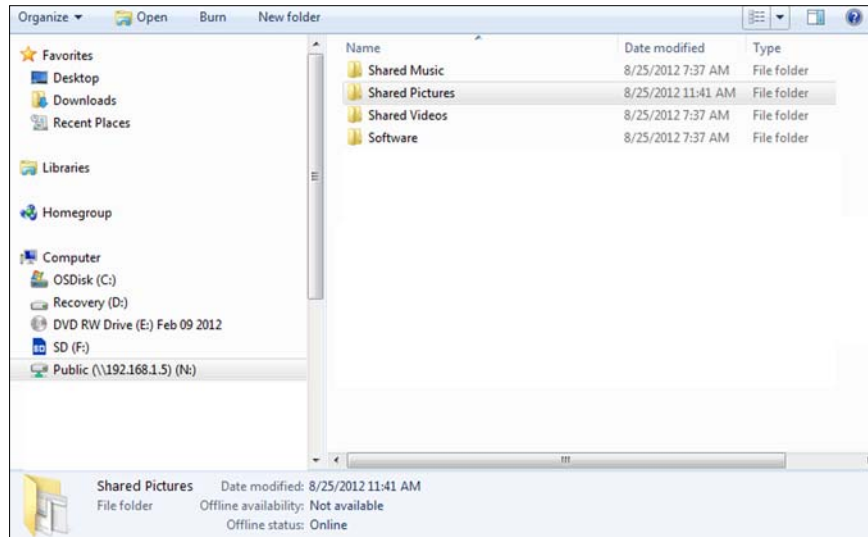 Organize Open Burn New folder
Favorites
Desktop
Downloads
Recent Places
Libraries
Homegroup
Computer
OSDisk (C:)
Recovery (D:)
DVD RW Drive (E:) Feb 09 2012
SD (F:)
Public (\\192.168.1.5) (N:)
Name Date modified Type
Shared Music 8/25/2012 7:37 AM File folder
Shared Pictures 8/25/2012 11:41 AM File folder
Shared Videos 8/25/2012 7:37 AM File folder
Software 8/25/2012 7:37 AM File folder
Shared Pictures Date modified: 8/25/2012 11:41 AM
File folder Offline availability: Not available
Offline status: Online